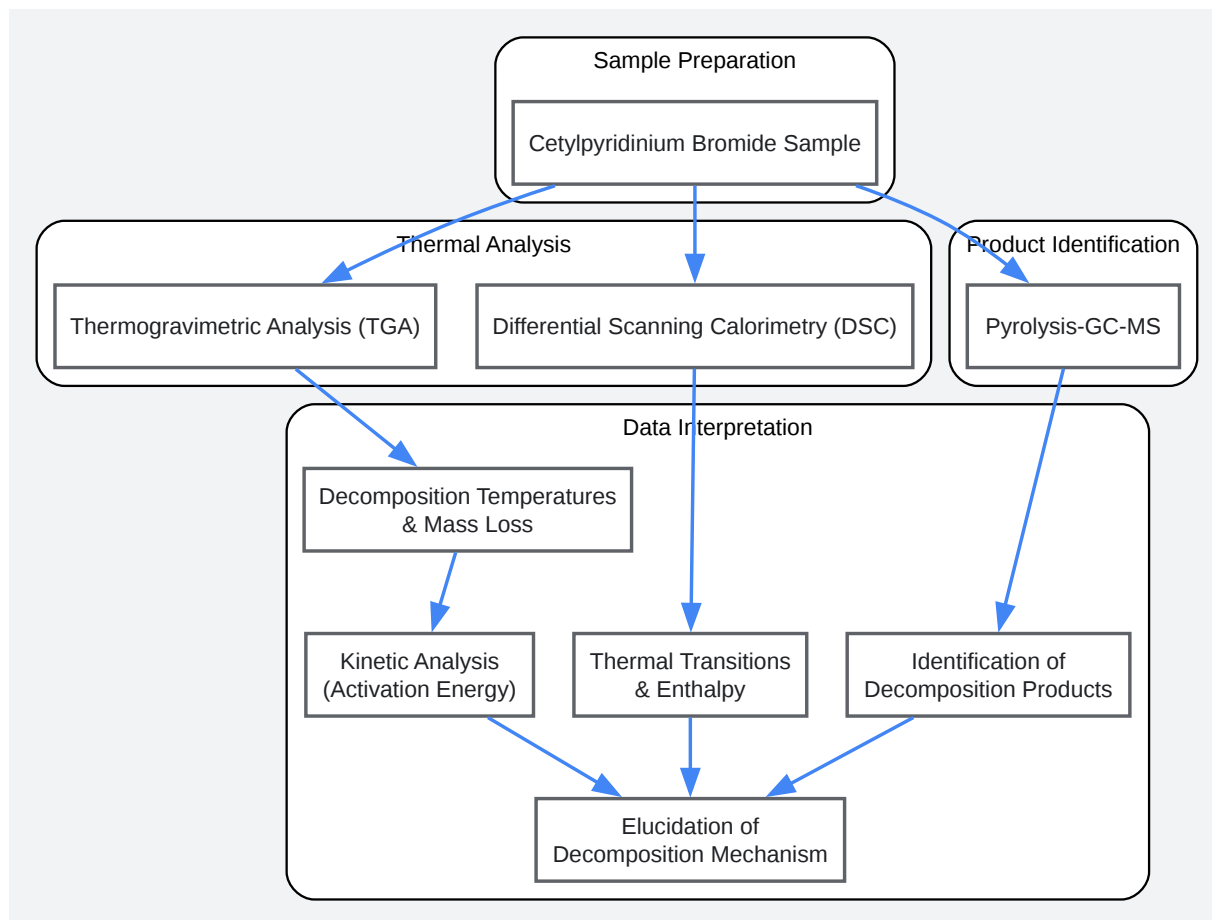 Sample Preparation
Cetylpyridinium Bromide Sample
Thermal Analysis
Product Identification
Thermogravimetric Analysis (TGA)
Differential Scanning Calorimetry (DSC)
Pyrolysis-GC-MS
Data Interpretation
Decomposition Temperatures
& Mass Loss
Kinetic Analysis
(Activation Energy)
Thermal Transitions
& Enthalpy
Identification of
Decomposition Products
Elucidation of
Decomposition Mechanism